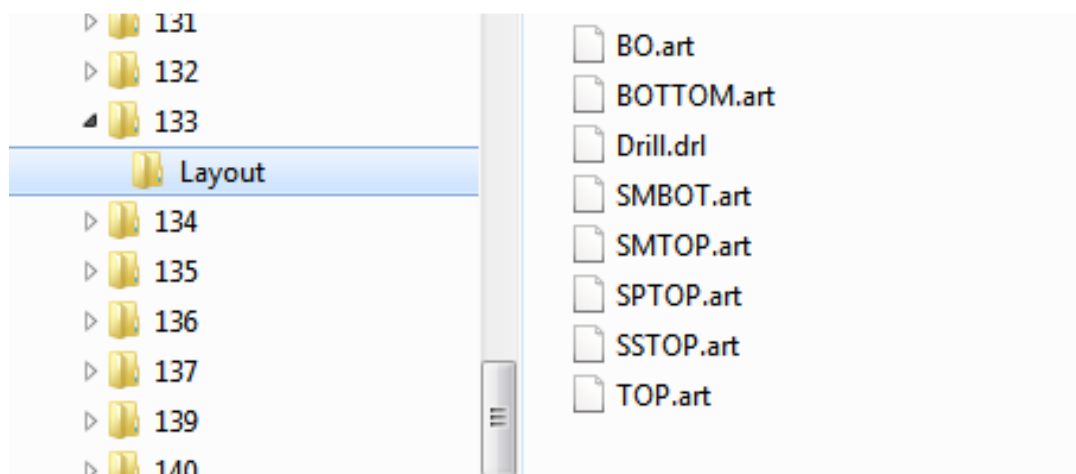 131
132
133
Layout
134
135
136
137
139
140
BO.art
BOTTOM.art
Drill.drl
SMBOT.art
SMTOP.art
SPTOP.art
SSTOP.art
TOP.art